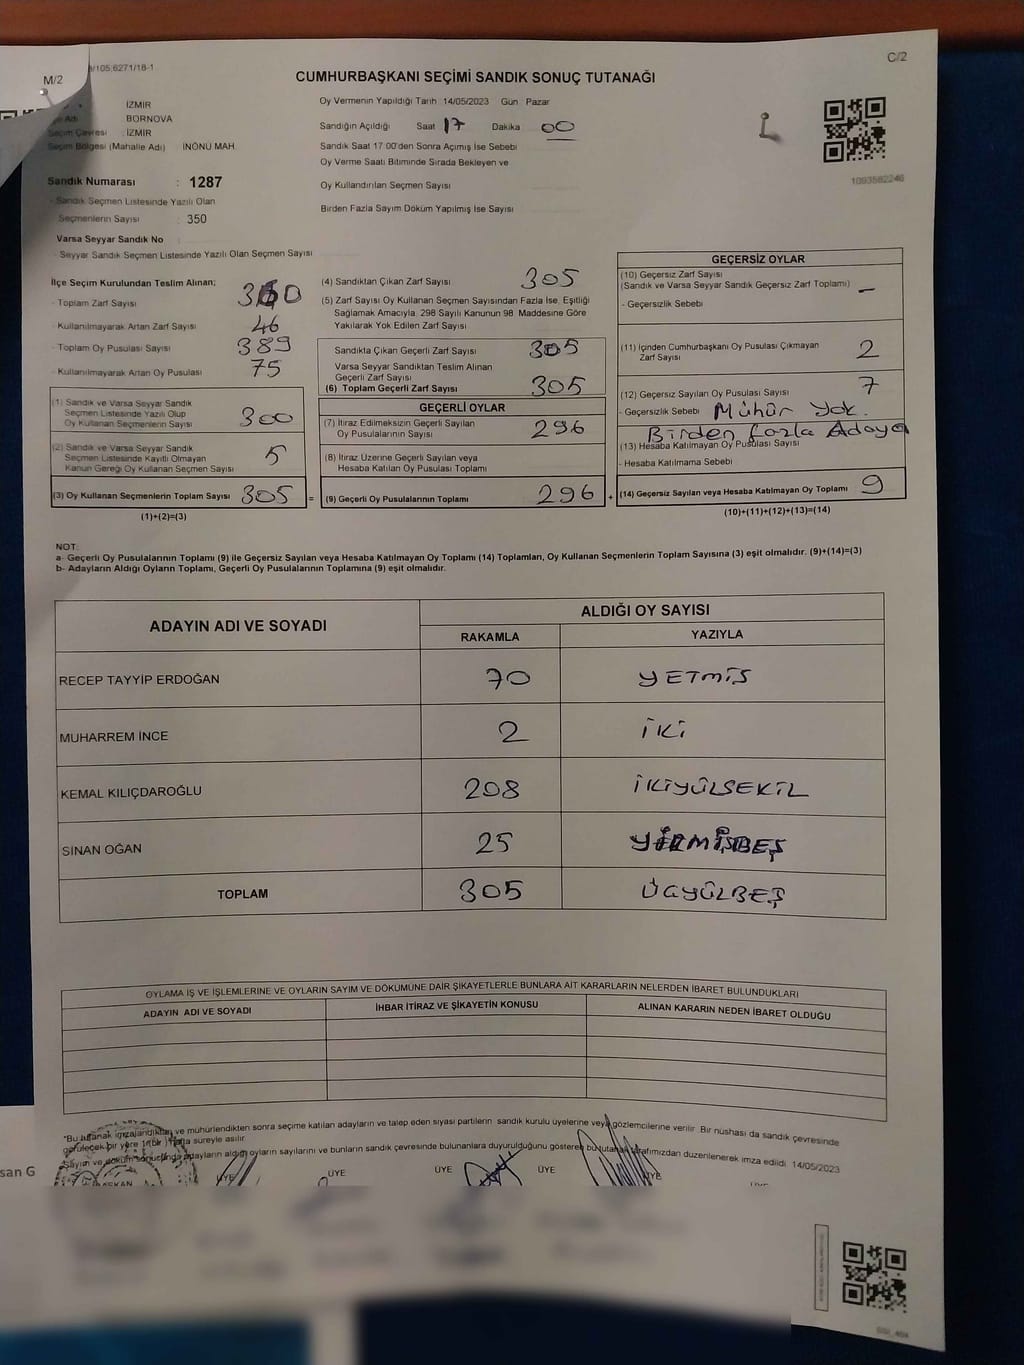 M/2
/105.6271/18-1
C/2
CUMHURBAŞKANI SEÇİMİ SANDIK SONUÇ TUTANAĞI
İZMİR
Adı BORNOVA
Seçim Çevresi : İZMİR
Seçim Bölgesi (Mahalle Adı) : İNÖNÜ MAH.
Sandık Numarası : 1287
- Sandık Seçmen Listesinde Yazılı Olan
Seçmenlerin Sayısı : 350
Varsa Seyyar Sandık No
- Seyyar Sandık Seçmen Listesinde Yazılı Olan Seçmen Sayısı
Oy Vermenin Yapıldığı Tarih 14/05/2023 Gün Pazar
Sandığın Açıldığı Saat 17 Dakika 00
Sandık Saat 17:00'den Sonra Açımış İse Sebebi
Oy Verme Saati Bitiminde Sırada Bekleyen ve
Oy Kullandırılan Seçmen Sayısı
Birden Fazla Sayım Döküm Yapılmış İse Sayısı
1093582246
İlçe Seçim Kurulundan Teslim Alınan;
- Toplam Zarf Sayısı
- Kullanılmayarak Artan Zarf Sayısı 46
- Toplam Oy Pusulası Sayısı 389
- Kullanılmayarak Artan Oy Pusulası 75
(1) Sandık ve Varsa Seyyar Sandık
Seçmen Listesinde Yazılı Olup
Oy Kullanan Seçmenlerin Sayısı 300
(2) Sandık ve Varsa Seyyar Sandık
Seçmen Listesinde Kayıtlı Olmayan
Kanun Gereği Oy Kullanan Seçmen Sayısı 5
(3) Oy Kullanan Seçmenlerin Toplam Sayısı 305 =
(1)+(2)=(3)
(4) Sandıktan Çıkan Zarf Sayısı 305
(5) Zarf Sayısı Oy Kullanan Seçmen Sayısından Fazla İse, Eşitliği
Sağlamak Amacıyla; 298 Sayılı Kanunun 98. Maddesine Göre
Yakılarak Yok Edilen Zarf Sayısı
Sandıkta Çıkan Geçerli Zarf Sayısı 305
Varsa Seyyar Sandıktan Teslim Alınan
Geçerli Zarf Sayısı
(6) Toplam Geçerli Zarf Sayısı 305
GEÇERLİ OYLAR
(7) İtiraz Edilmeksizin Geçerli Sayılan
Oy Pusulalarının Sayısı 296
(8) İtiraz Üzerine Geçerli Sayılan veya
Hesaba Katılan Oy Pusulası Toplamı
(9) Geçerli Oy Pusulalarının Toplamı 296 +
GEÇERSİZ OYLAR
(10) Geçersiz Zarf Sayısı
(Sandık ve Varsa Seyyar Sandık Geçersiz Zarf Toplamı) -
- Geçersizlik Sebebi
(11) İçinden Cumhurbaşkanı Oy Pusulası Çıkmayan
Zarf Sayısı 2
(12) Geçersiz Sayılan Oy Pusulası Sayısı 7
- Geçersizlik Sebebi Mühür Yok.
Birden fazla Adaya
(13) Hesaba Katılmayan Oy Pusulası Sayısı
- Hesaba Katılmama Sebebi
(14) Geçersiz Sayılan veya Hesaba Katılmayan Oy Toplamı 9
(10)+(11)+(12)+(13)=(14)
NOT:
a- Geçerli Oy Pusulalarının Toplamı (9) ile Geçersiz Sayılan veya Hesaba Katılmayan Oy Toplamı (14) Toplamları, Oy Kullanan Seçmenlerin Toplam Sayısına (3) eşit olmalıdır. (9)+(14)=(3)
b- Adayların Aldığı Oyların Toplamı, Geçerli Oy Pusulalarının Toplamına (9) eşit olmalıdır.
ADAYIN ADI VE SOYADI
ALDIĞI OY SAYISI
RAKAMLA YAZIYLA
RECEP TAYYİP ERDOĞAN 70 YETMİŞ
MUHARREM İNCE 2 İKİ
KEMAL KILIÇDAROĞLU 208 İKİYÜZSEKİZ
SİNAN OĞAN 25 YİRMİBEŞ
TOPLAM 305 ÜÇYÜZBEŞ
OYLAMA İŞ VE İŞLEMLERİNE VE OYLARIN SAYIM VE DÖKÜMÜNE DAİR ŞİKAYETLERLE BUNLARA AİT KARARLARIN NELERDEN İBARET BULUNDUKLARI
ADAYIN ADI VE SOYADI İHBAR İTİRAZ VE ŞİKAYETİN KONUSU ALINAN KARARIN NEDEN İBARET OLDUĞU
"Bu tutanak imzalandıktan ve mühürlendikten sonra seçime katılan adayların ve talep eden siyasi partilerin sandık kurulu üyelerine veya gözlemcilerine verilir. Bir nüshası da sandık çevresinde
görülecek bir yere 1 (bir) hafta süreyle asılır.
Sayım ve döküm sonucunda adayların aldığı oyların sayılarını ve bunların sandık çevresinde bulunanlara duyurulduğunu gösteren bu tutanak tarafımızdan düzenlenerek imza edildi. 14/05/2023
san G
BAŞKAN ÜYE ÜYE ÜYE ÜYE ÜYE